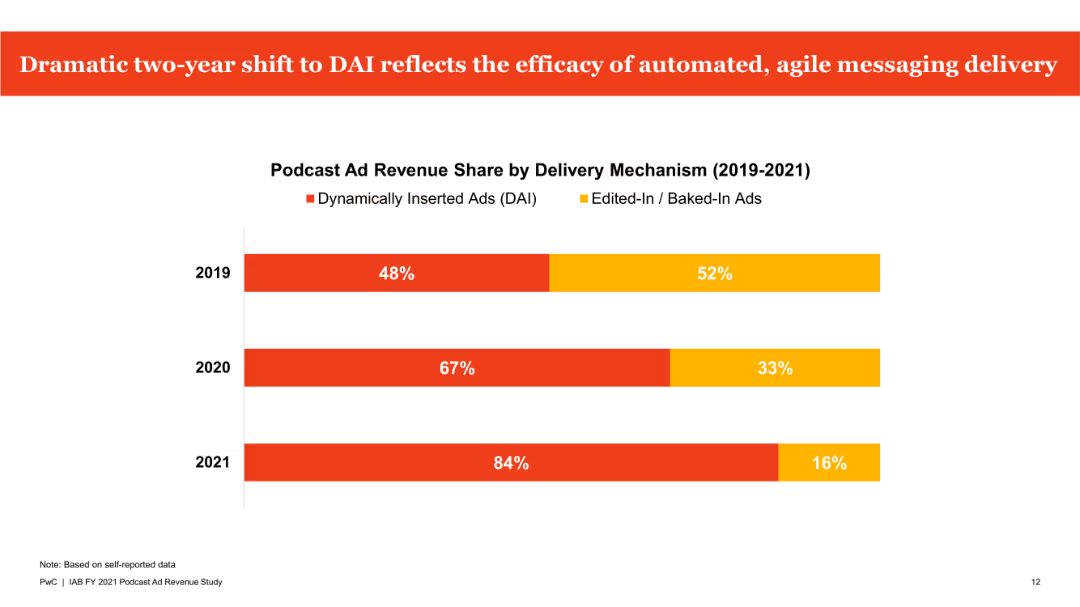 Dramatic two-year shift to DAI reflects the efficacy of automated, agile messaging delivery
Podcast Ad Revenue Share by Delivery Mechanism (2019-2021)
Dynamically Inserted Ads (DAI) Edited-In / Baked-In Ads
2019 48% 52%
2020 67% 33%
2021 84% 16%
Note: Based on self-reported data
PwC | IAB FY 2021 Podcast Ad Revenue Study 12